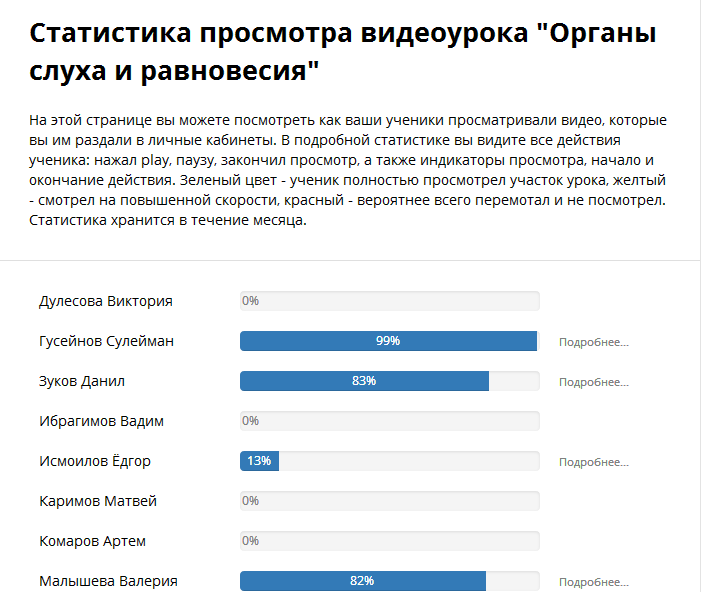 Статистика просмотра видеоурока "Органы
слуха и равновесия"
На этой странице вы можете посмотреть как ваши ученики просматривали видео, которые
вы им раздали в личные кабинеты. В подробной статистике вы видите все действия
ученика: нажал play, паузу, закончил просмотр, а также индикаторы просмотра, начало и
окончание действия. Зеленый цвет - ученик полностью просмотрел участок урока, желтый
- смотрел на повышенной скорости, красный - вероятнее всего перемотал и не посмотрел.
Статистика хранится в течение месяца.
Дулесова Виктория 0%
Гусейнов Сулейман 99% Подробнее...
Зуков Данил 83% Подробнее...
Ибрагимов Вадим 0%
Исмоилов Ёдгор 13% Подробнее...
Каримов Матвей 0%
Комаров Артем 0%
Малышева Валерия 82% Подробнее...